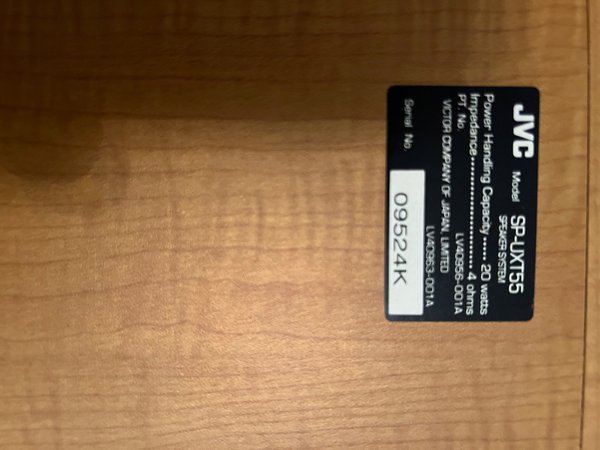 JVC Model SP-UXT55
SPEAKER SYSTEM
Power Handling Capacity ..... 20 watts
Impedance ........................ 4 ohms
PT. No. LV40956-001A
VICTOR COMPANY OF JAPAN, LIMITED
LV40963-001A
Serial No. 09524K